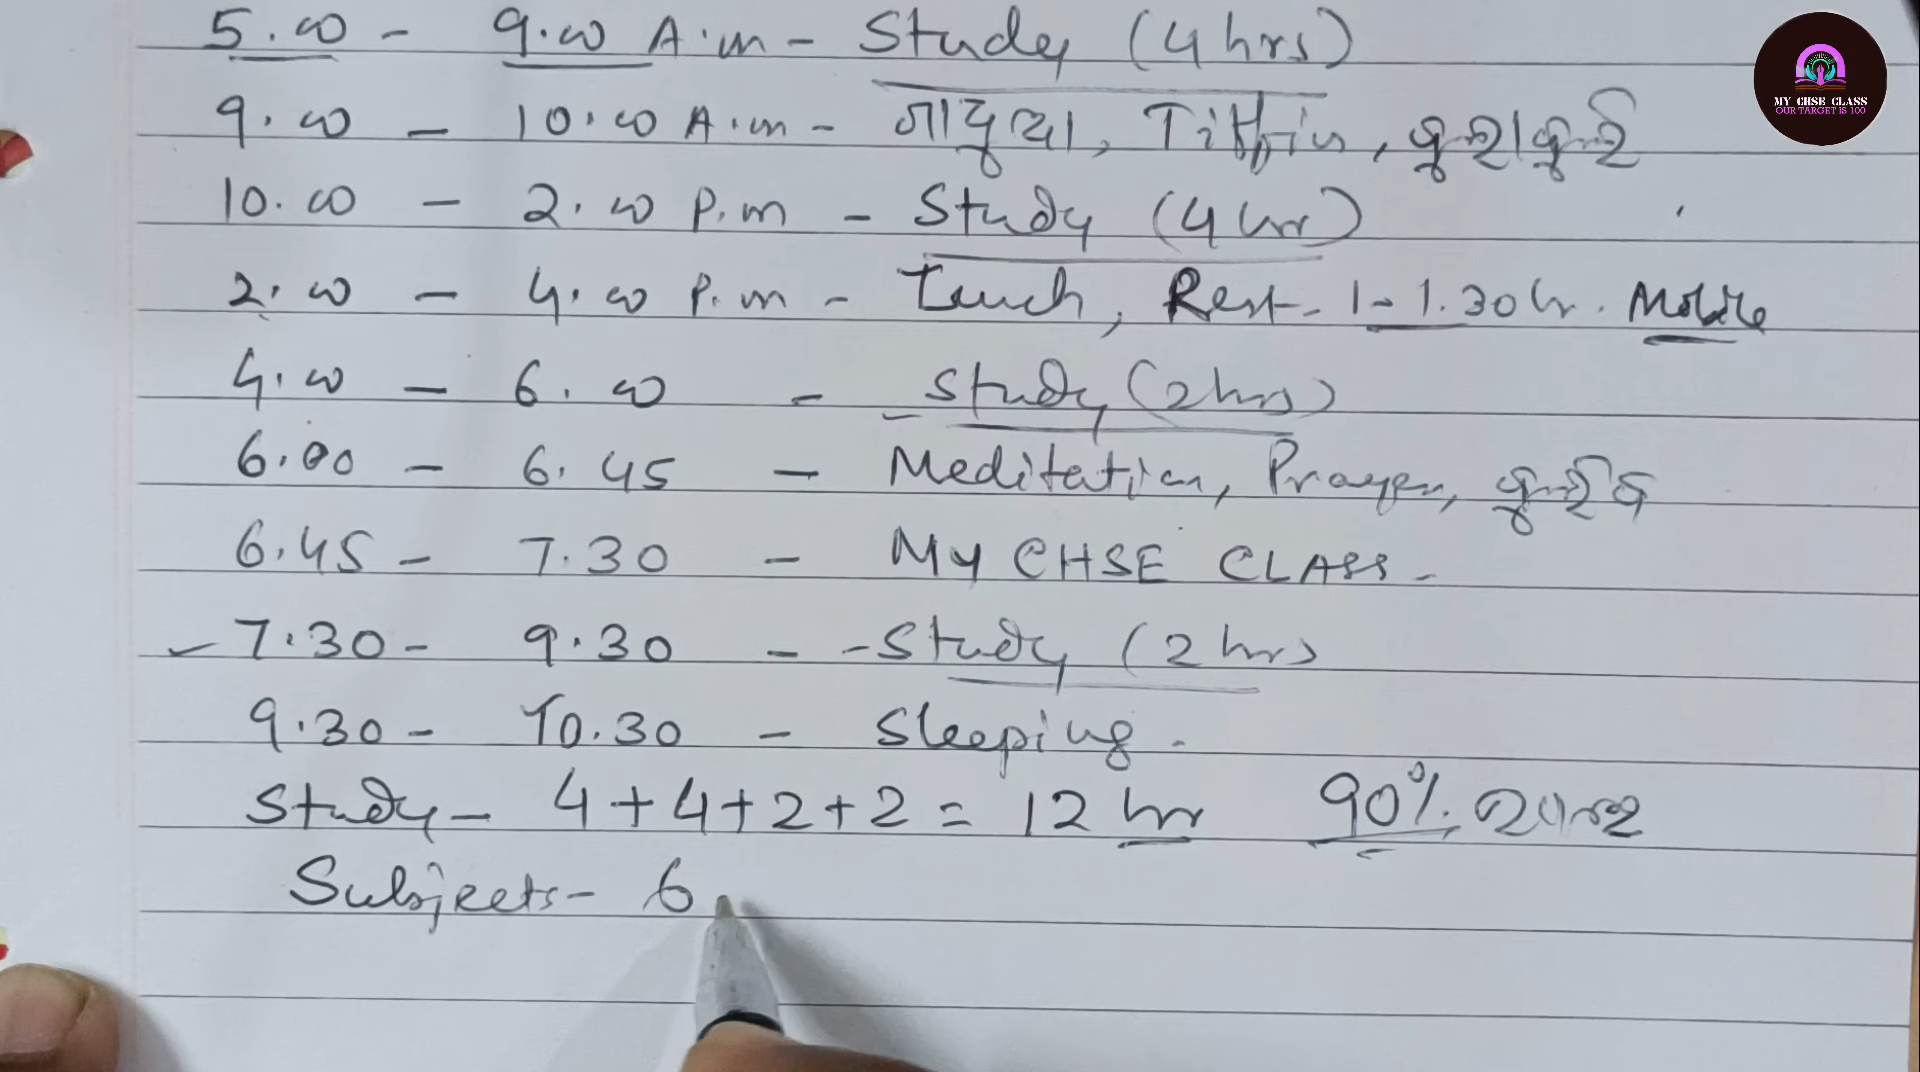 5.00 - 9.00 A.m - Study (4 hrs)
9.00 - 10.00 A.m - ଗାଧୁଆ, Tiffin, ବୁଲାବୁଲି
10.00 - 2.00 P.m - Study (4 hr)
2.00 - 4.00 P.m - Lunch, Rest - 1-1.30 hr. Mobile
4.00 - 6.00 - Study (2 hrs)
6.00 - 6.45 - Meditation, Prayer,
6.45 - 7.30 - MY CHSE CLASS -
7.30 - 9.30 - - Study (2 hrs
9.30 - 10.30 - Sleeping -
Study - 4+4+2+2 = 12 hr 90%
Subjects - 6
MY CHSE CLASS
OUR TARGET IS 100